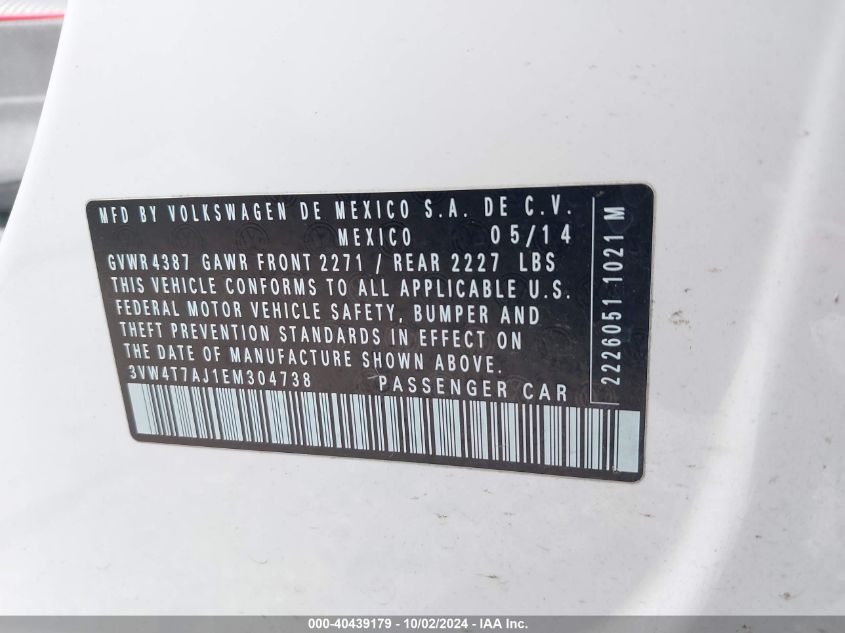 MFD BY VOLKSWAGEN DE MEXICO S.A. DE C.V.
MEXICO 05/14
GVWR 4387 GAWR FRONT 2271 / REAR 2227 LBS
THIS VEHICLE CONFORMS TO ALL APPLICABLE U.S.
FEDERAL MOTOR VEHICLE SAFETY, BUMPER AND
THEFT PREVENTION STANDARDS IN EFFECT ON
THE DATE OF MANUFACTURE SHOWN ABOVE.
3VW4T7AJ1EM304738 PASSENGER CAR
2226051 1021 M
000-40439179 - 10/02/2024 - IAA Inc.